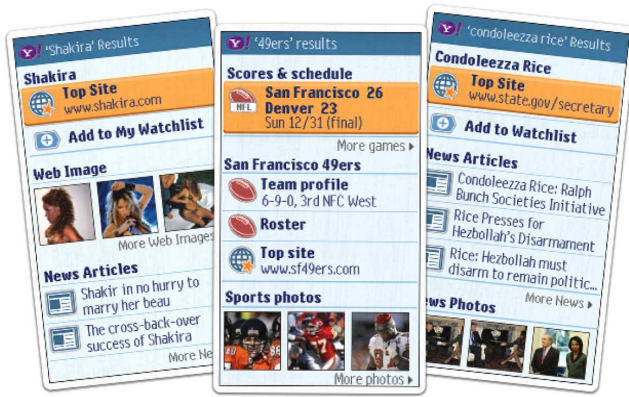 Y! 'Shakira' Results
Shakira
Top Site
www.shakira.com
Add to My Watchlist
Web Image
More Web Images
News Articles
Shakir in no hurry to
marry her beau
The cross-back-over
success of Shakira
More Ne
Y! '49ers' results
Scores & schedule
NFL
San Francisco 26
Denver 23
Sun 12/31 (final)
More games
San Francisco 49ers
Team profile
6-9-0, 3rd NFC West
Roster
Top site
www.sf49ers.com
Sports photos
More photos
Y! 'condoleezza rice' Results
Condoleezza Rice
Top Site
www.state.gov/secretary
Add to Watchlist
News Articles
Condoleezza Rice: Ralph
Bunch Societies Initiative
Rice Presses for
Hezbollah's Disarmament
Rice: Hezbollah must
disarm to remain politic...
More News
ews Photos